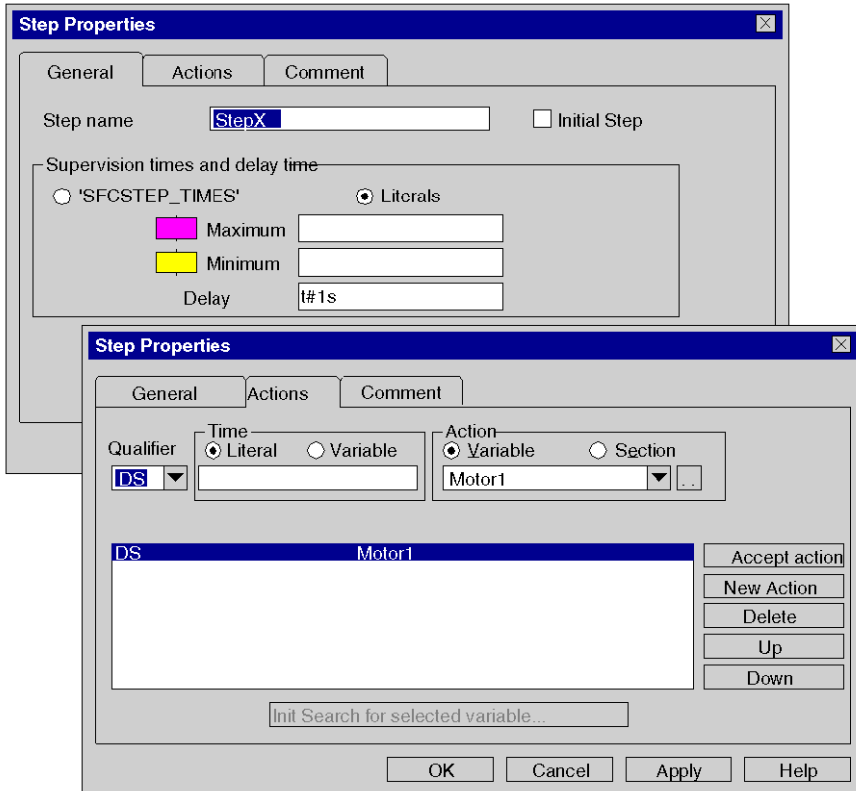 Step Properties
General Actions Comment
Step name StepX Initial Step
Supervision times and delay time
'SFCSTEP_TIMES' Literals
Maximum
Minimum
Delay t#1s
Step Properties
General Actions Comment
Time Action
Qualifier Literal Variable Variable Section
DS Motor1 ..
DS Motor1
Accept action
New Action
Delete
Up
Down
Init Search for selected variable...
OK Cancel Apply Help